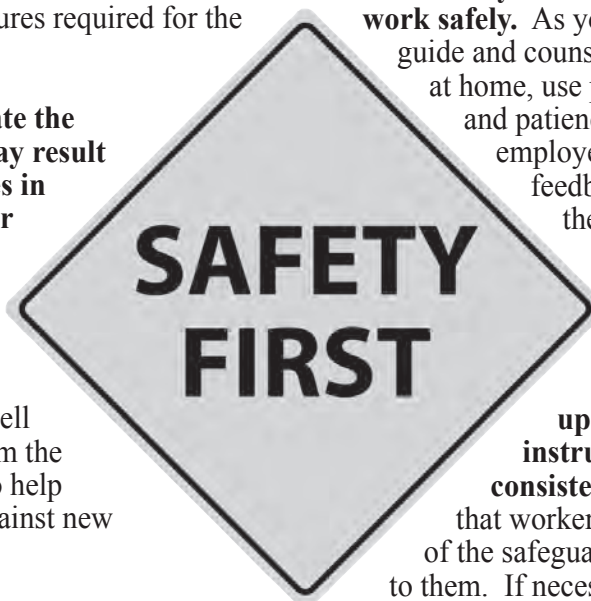 ures required for the
ate the
ay result
es in
r
ell
m the
o help
ainst new
SAFETY
FIRST
work safely. As yo
guide and couns
at home, use p
and patienc
employe
feedb
the
up
instru
consiste
that worker
of the safegua
to them. If neces